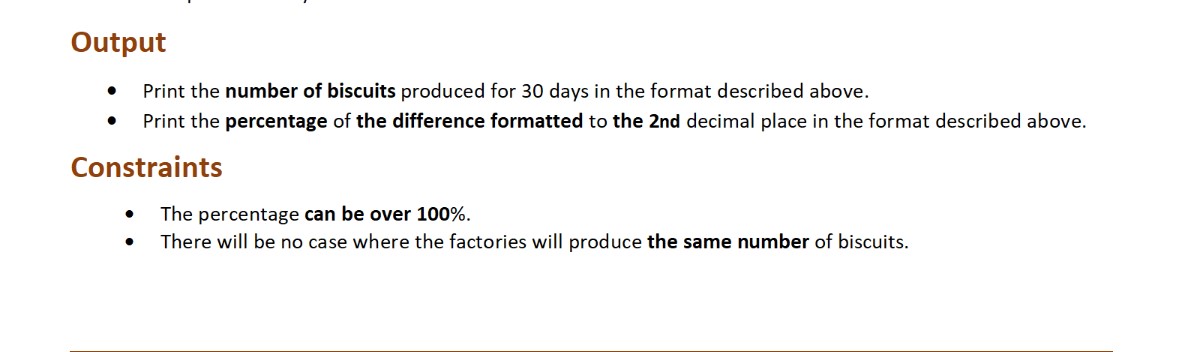 Output
• Print the number of biscuits produced for 30 days in the format described above.
• Print the percentage of the difference formatted to the 2nd decimal place in the format described above.
Constraints
• The percentage can be over 100%.
• There will be no case where the factories will produce the same number of biscuits.